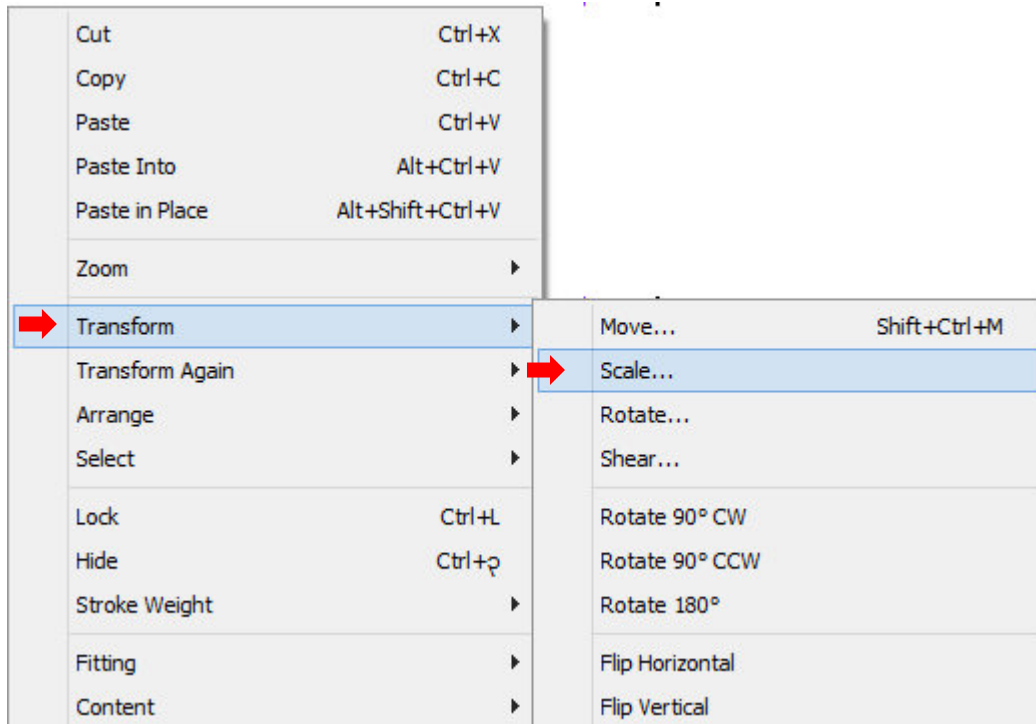 Cut Ctrl+X
Copy Ctrl+C
Paste Ctrl+V
Paste Into Alt+Ctrl+V
Paste in Place Alt+Shift+Ctrl+V
Zoom
Transform
Move... Shift+Ctrl+M
Transform Again
Scale...
Arrange
Rotate...
Select
Shear...
Lock Ctrl+L
Rotate 90° CW
Hide Ctrl+ɂ
Rotate 90° CCW
Stroke Weight
Rotate 180°
Fitting
Flip Horizontal
Content
Flip Vertical